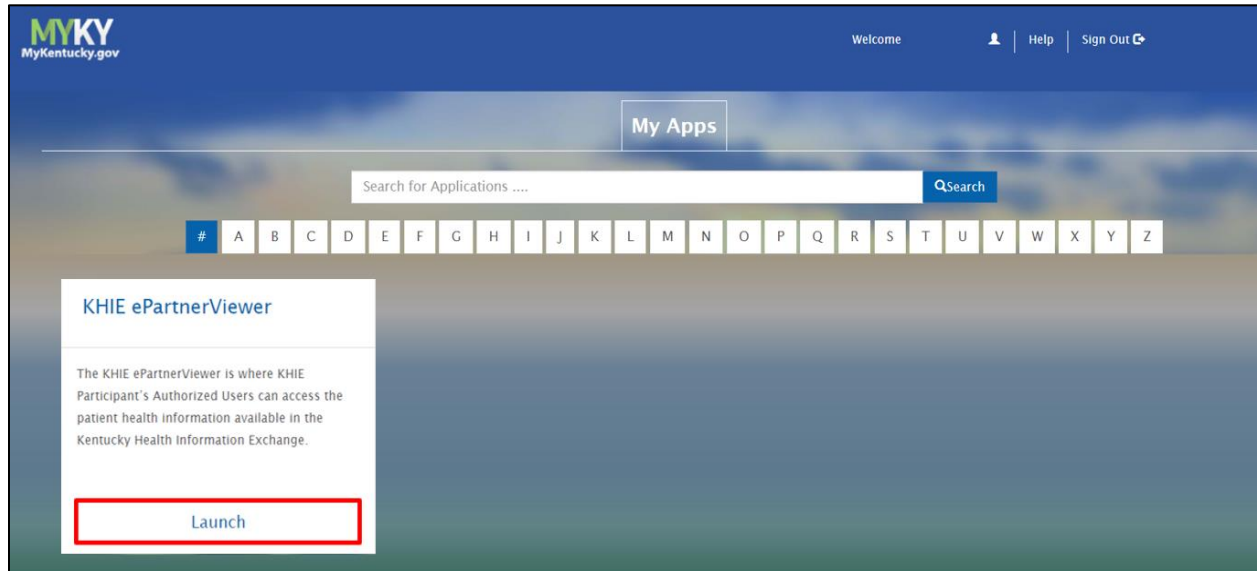 MYKY
MyKentucky.gov
Welcome
Help
Sign Out
My Apps
Search for Applications ....
Search
# A B C D E F G H I J K L M N O P Q R S T U V W X Y Z
KHIE ePartnerViewer
The KHIE ePartnerViewer is where KHIE
Participant's Authorized Users can access the
patient health information available in the
Kentucky Health Information Exchange.
Launch